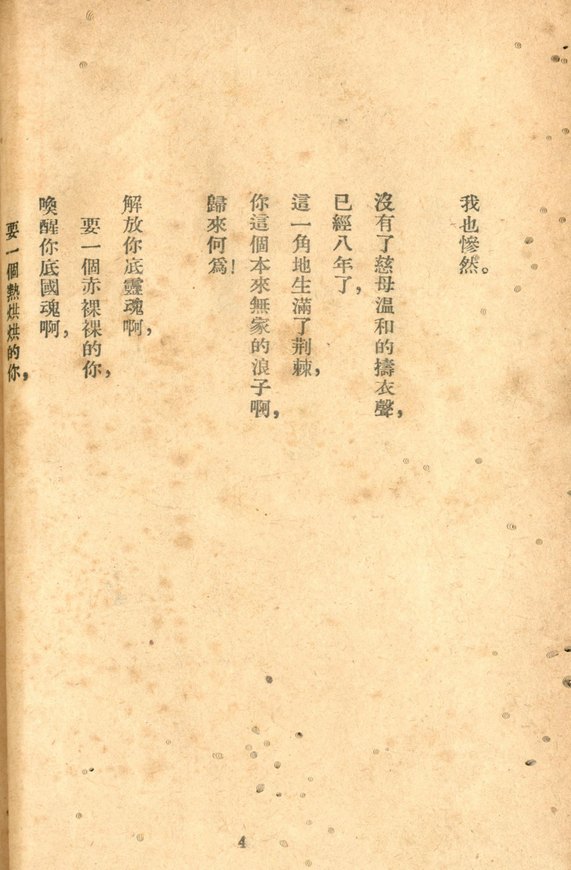 我也慘然。
沒有了慈母溫和的擣衣聲，
已經八年了，
這一角地生滿了荆棘，
你這個本來無家的浪子啊，
歸來何爲！
解放你底靈魂啊，
要一個赤裸裸的你，
喚醒你底國魂啊，
要一個熱烘烘的你，
4